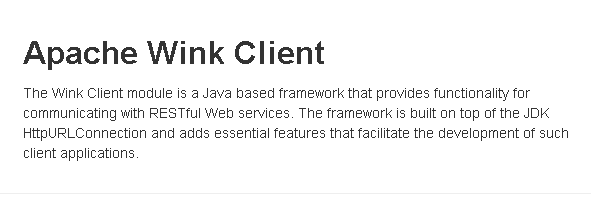 Apache Wink Client
The Wink Client module is a Java based framework that provides functionality for
communicating with RESTful Web services. The framework is built on top of the JDK
HttpURLConnection and adds essential features that facilitate the development of such
client applications.